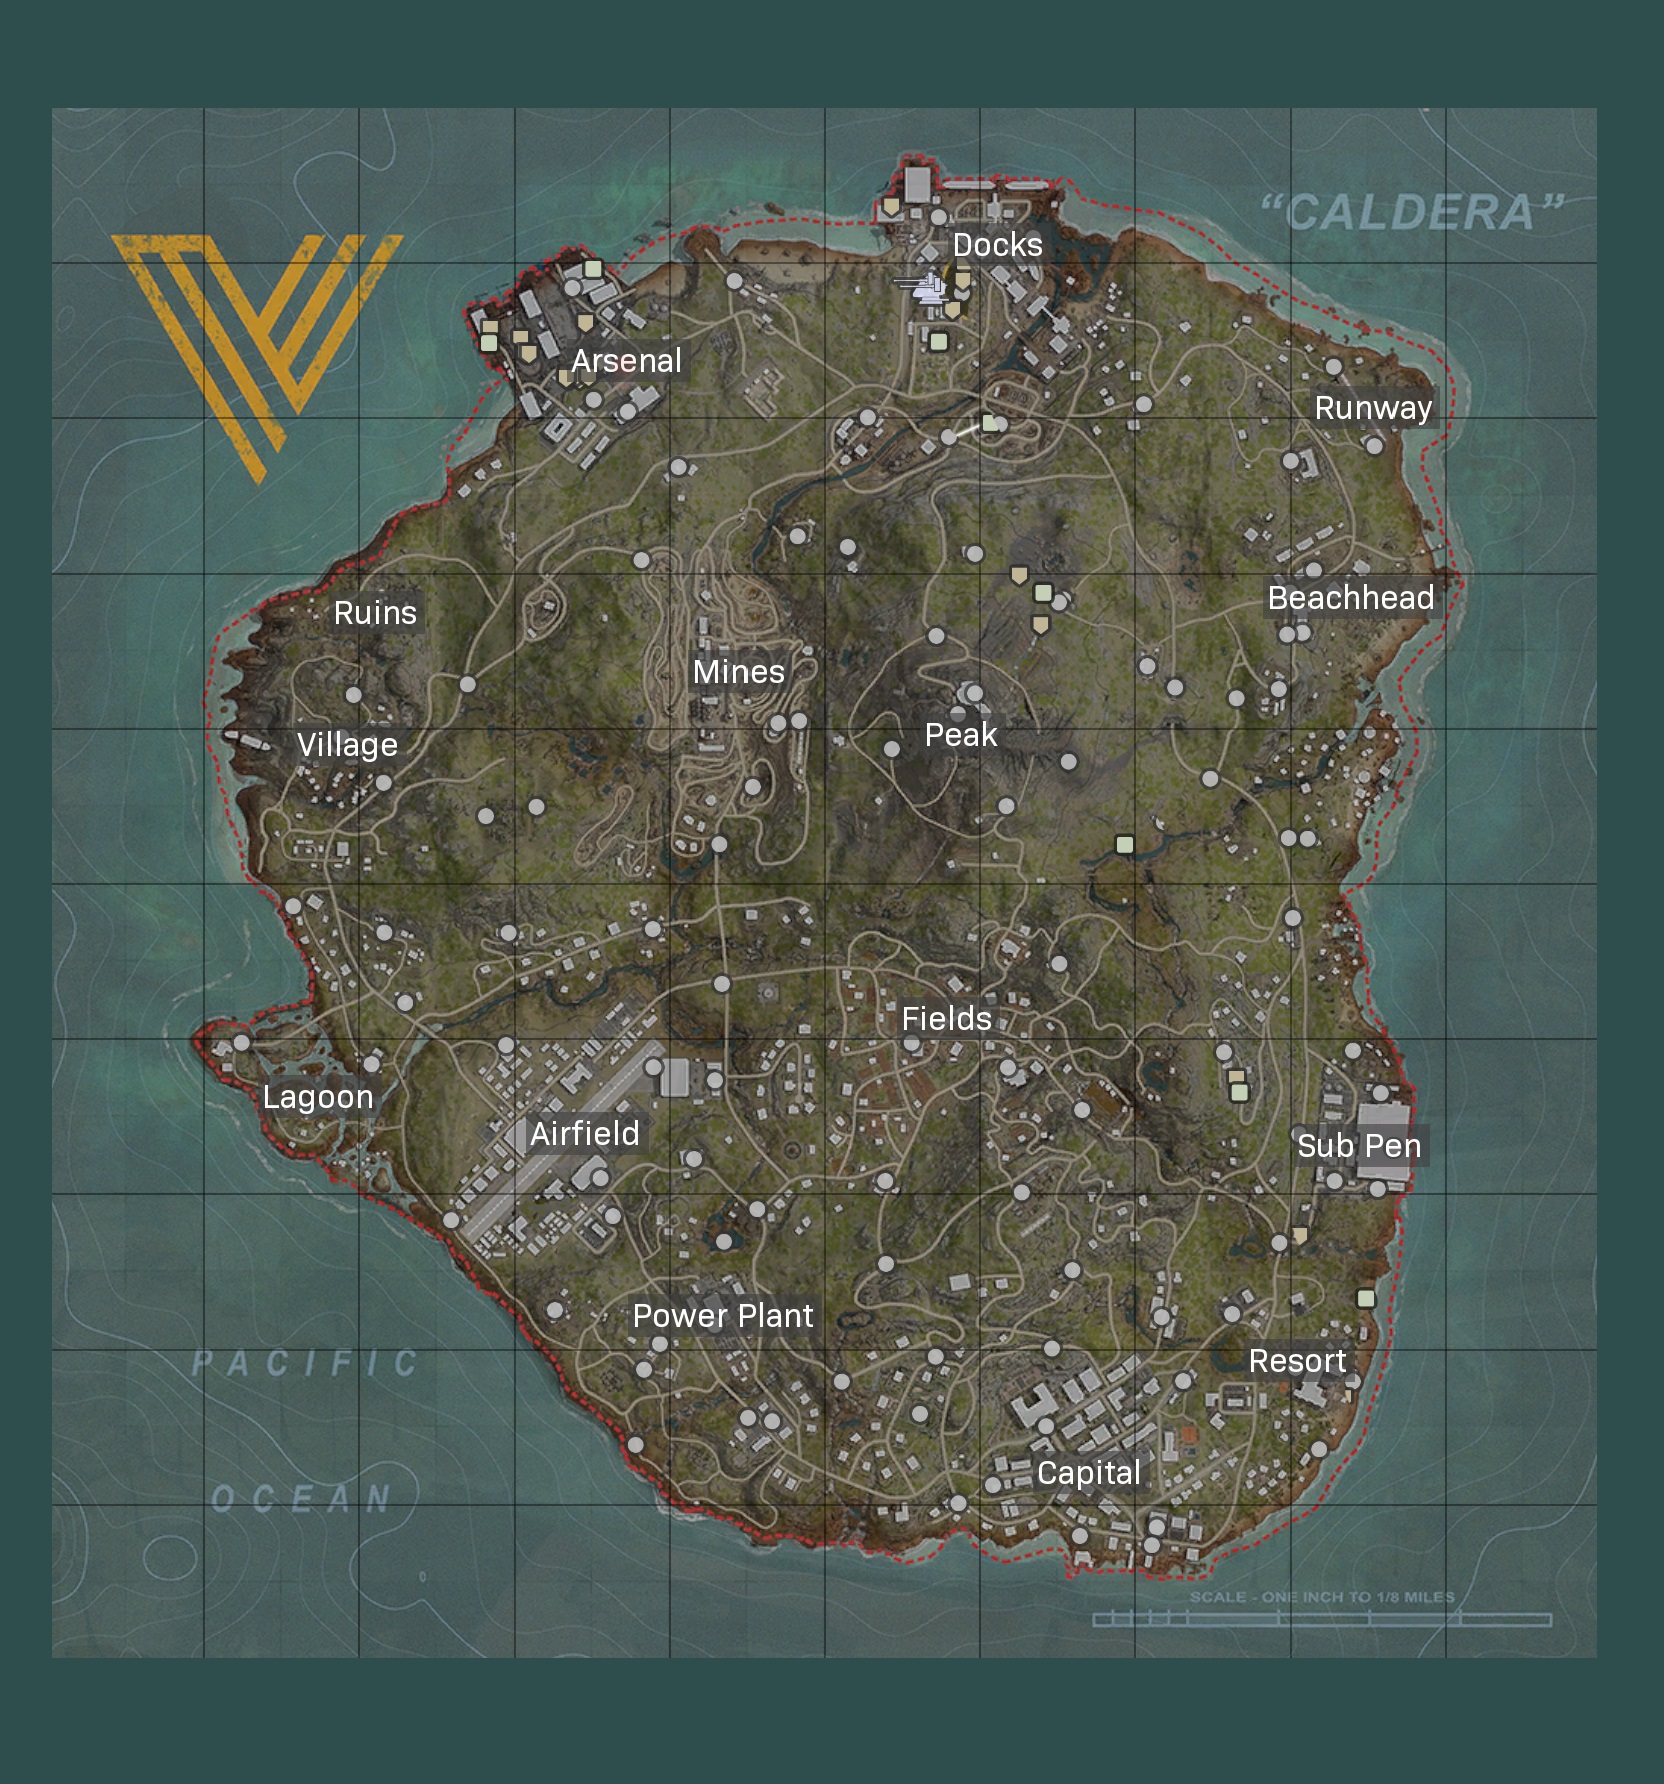 “CALDERA”
Docks
Arsenal
Runway
Beachhead
Ruins
Mines
Peak
Village
Fields
Lagoon
Airfield
Sub Pen
Power Plant
PACIFIC
Resort
Capital
OCEAN
SCALE - ONE INCH TO 1/8 MILES